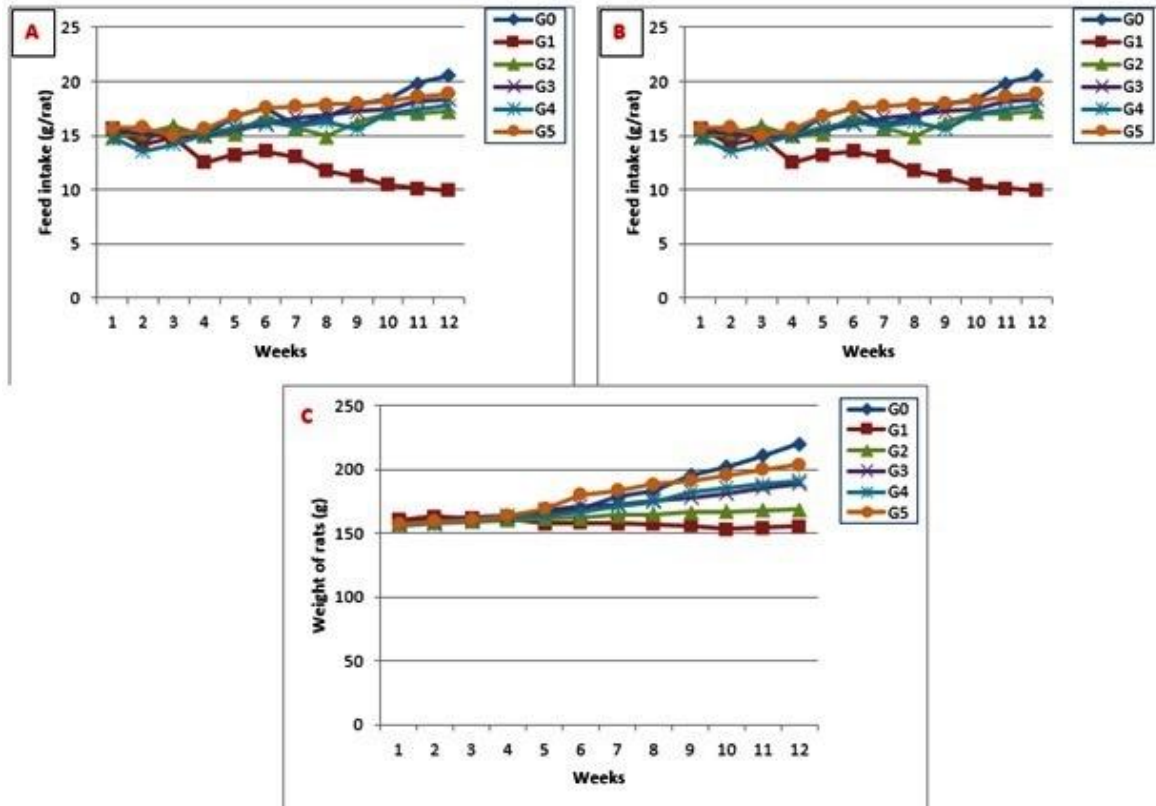 A
Feed intake (g/rat)
25
20
15
10
5
0
1 2 3 4 5 6 7 8 9 10 11 12
Weeks
G0
G1
G2
G3
G4
G5
B
Feed intake (g/rat)
25
20
15
10
5
0
1 2 3 4 5 6 7 8 9 10 11 12
Weeks
G0
G1
G2
G3
G4
G5
C
Weight of rats (g)
250
200
150
100
50
0
1 2 3 4 5 6 7 8 9 10 11 12
Weeks
G0
G1
G2
G3
G4
G5